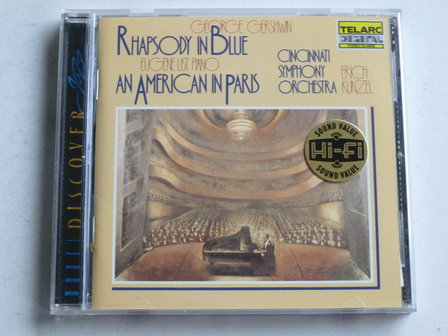 GEORGE GERSHWIN
RHAPSODY IN BLUE
EUGENE LIST, PIANO
AN AMERICAN IN PARIS
CINCINNATI
SYMPHONY
ORCHESTRA
ERICH
KUNZEL
TELARC
DIGITAL
SOUND VALUE
Hi-Fi
SOUND VALUE
DISCOVER